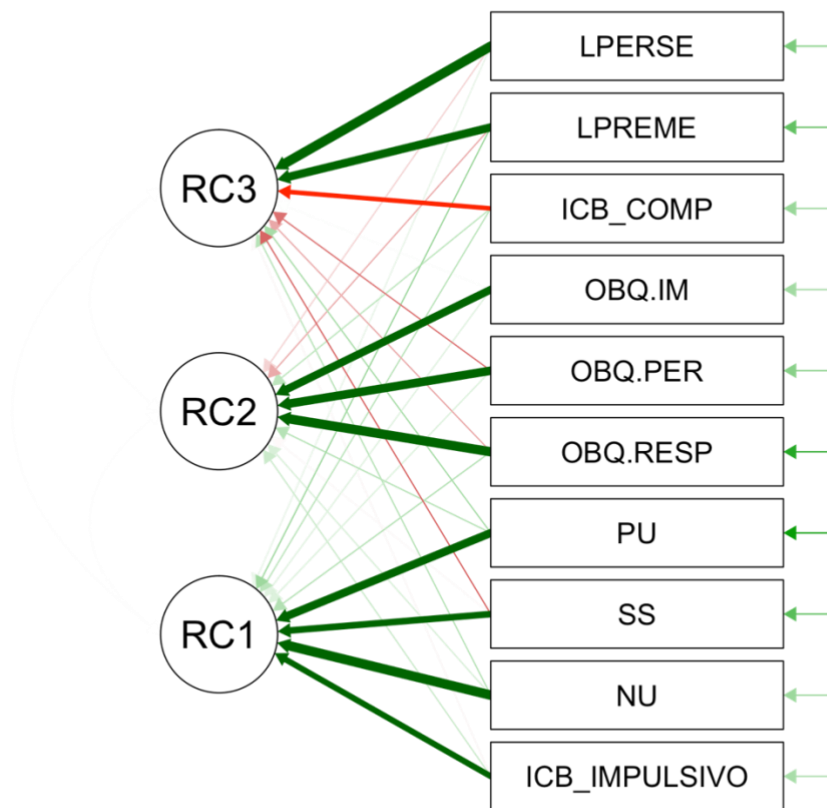 LPERSE
LPREME
RC3
ICB_COMP
OBQ.IM
OBQ.PER
RC2
OBQ.RESP
PU
SS
RC1
NU
ICB_IMPULSIVO